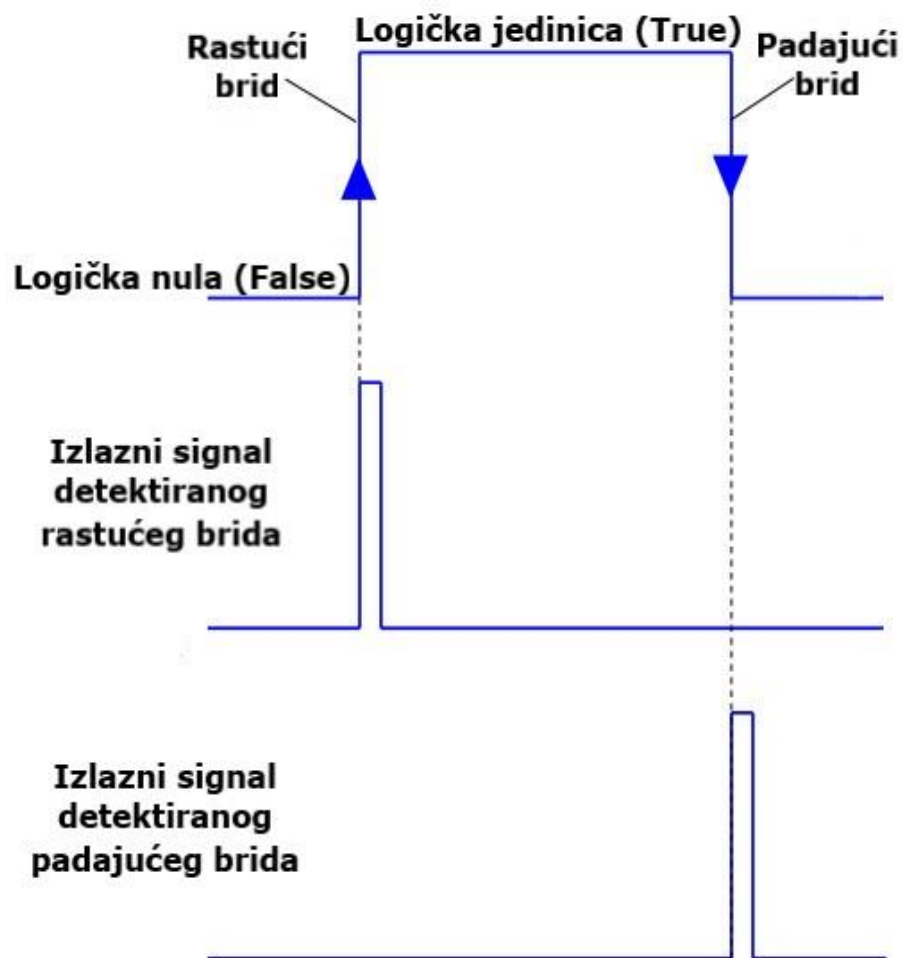 Logička jedinica (True)
Rastući
brid
Padajući
brid
Logička nula (False)
Izlazni signal
detektiranog
rastućeg brida
Izlazni signal
detektiranog
padajućeg brida